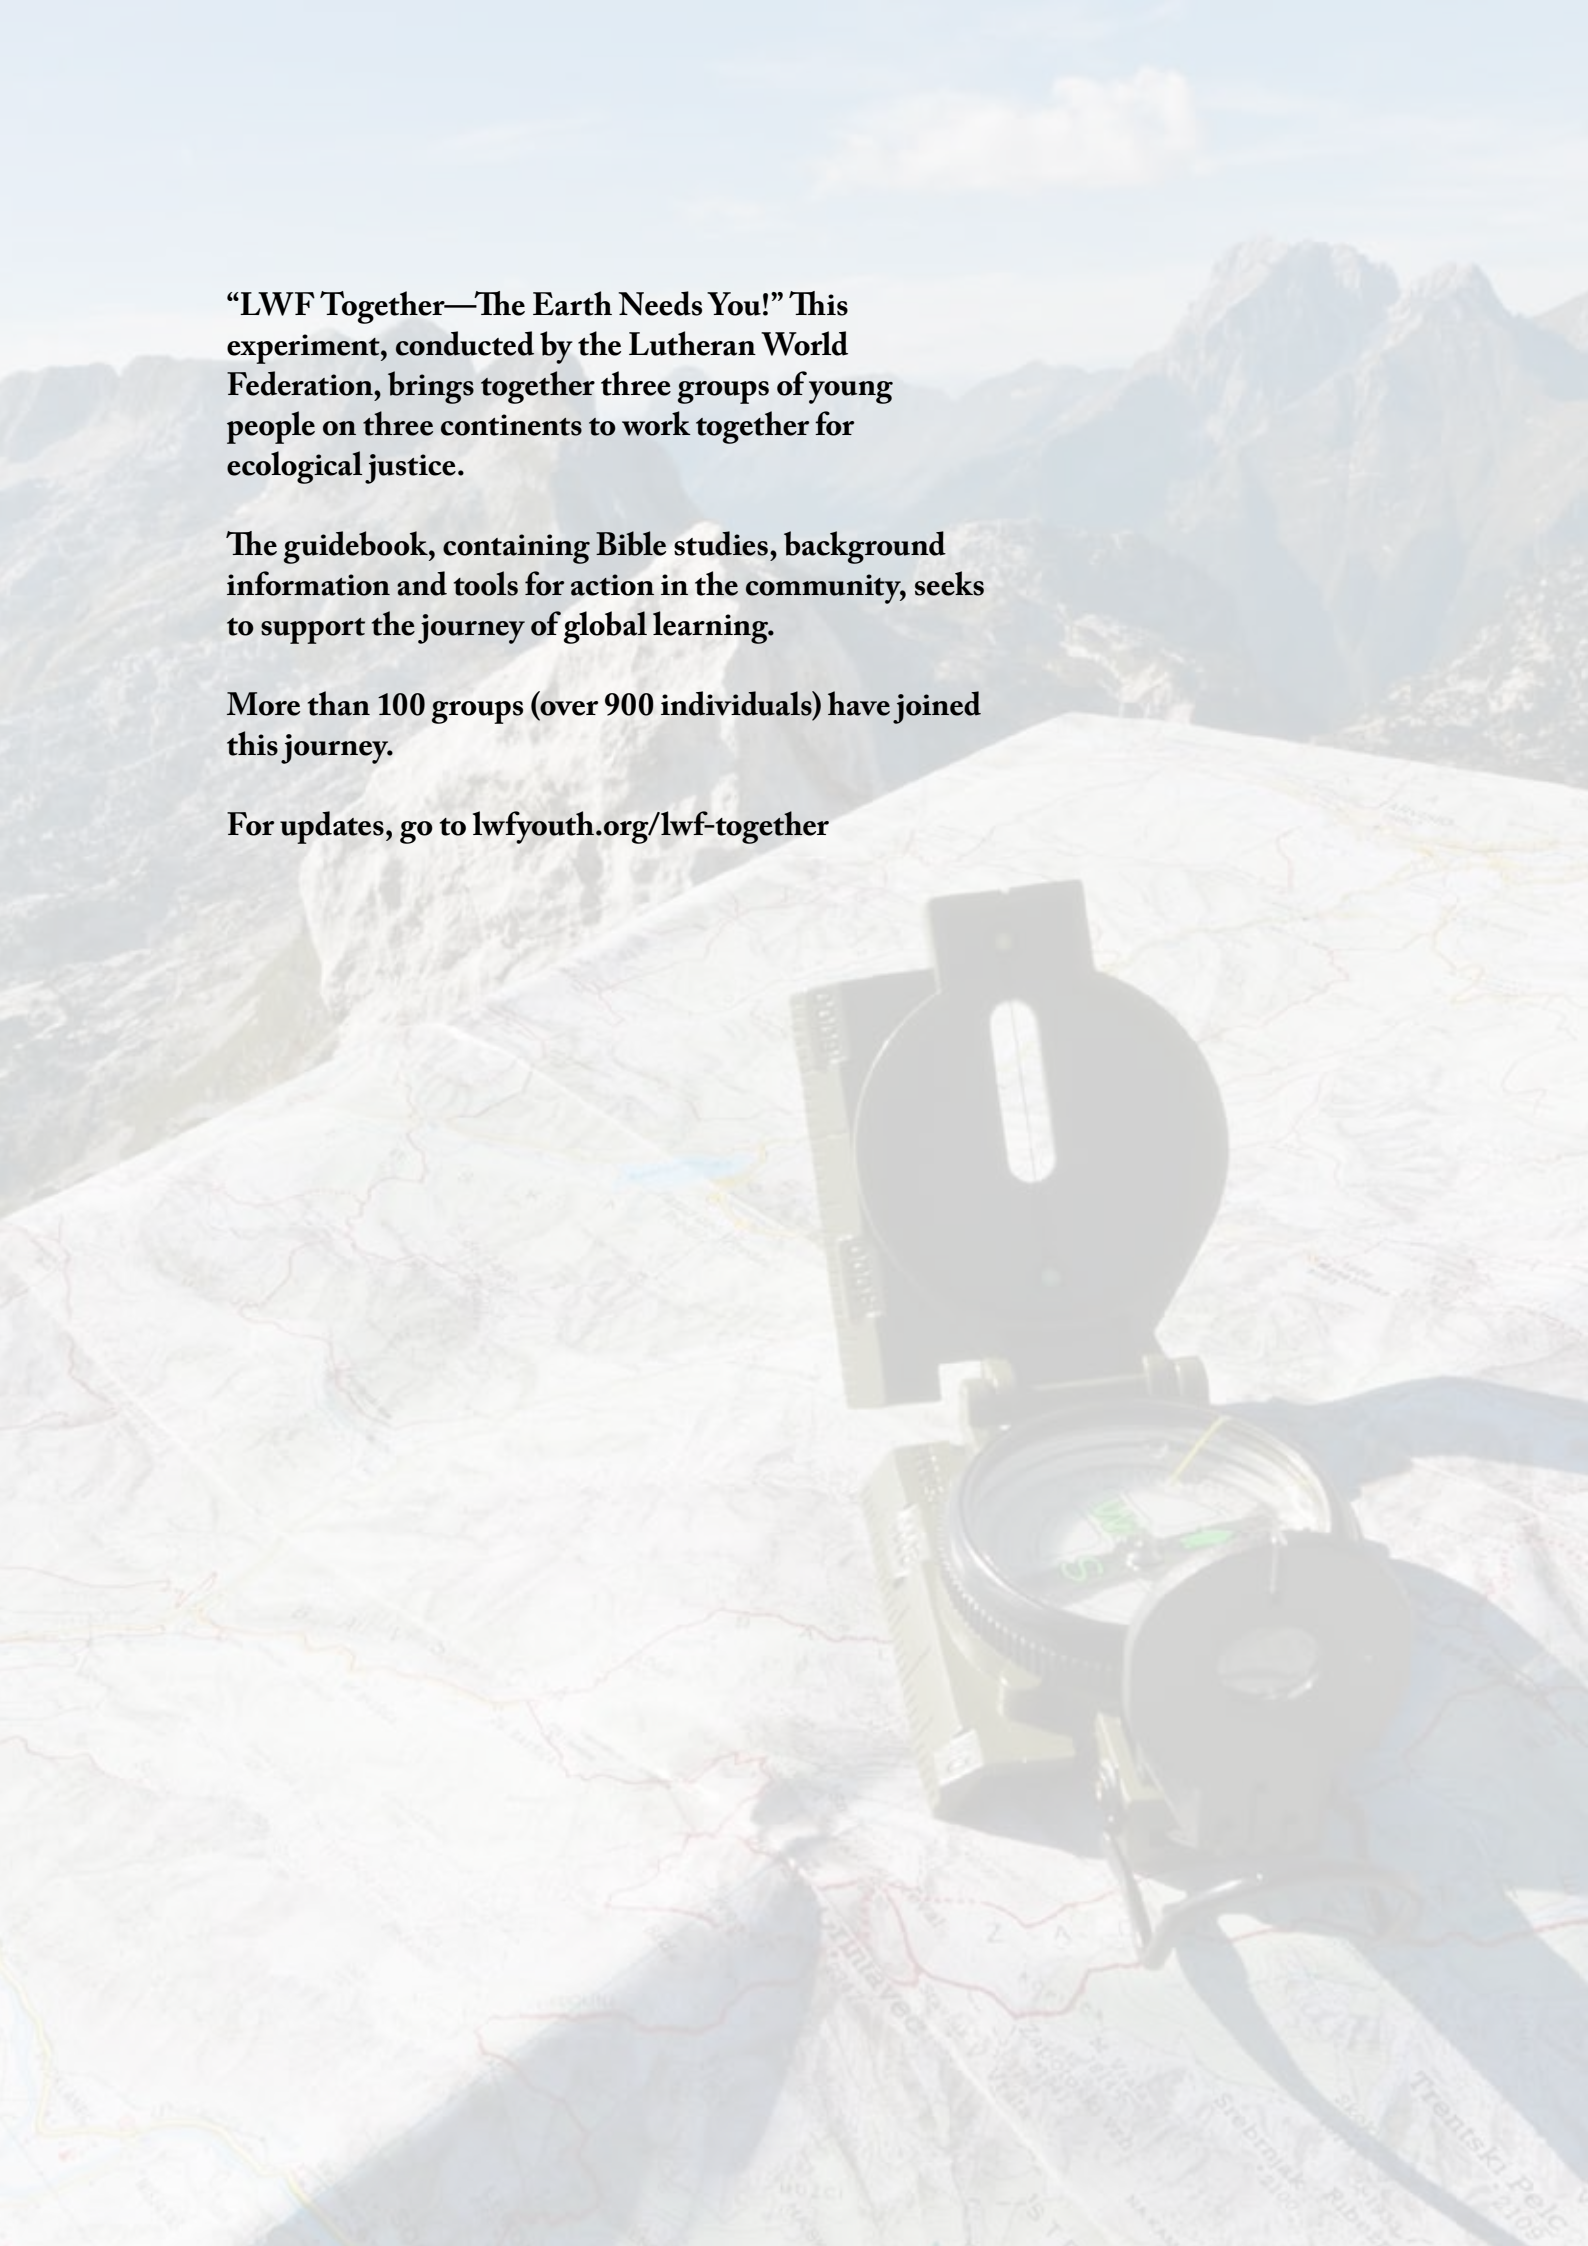 “LWF Together—The Earth Needs You!” This
experiment, conducted by the Lutheran World
Federation, brings together three groups of young
people on three continents to work together for
ecological justice.
The guidebook, containing Bible studies, background
information and tools for action in the community, seeks
to support the journey of global learning.
More than 100 groups (over 900 individuals) have joined
this journey.
For updates, go to lwfyouth.org/lwf-together
S
W
Trentski Pelc
Srebrnjak